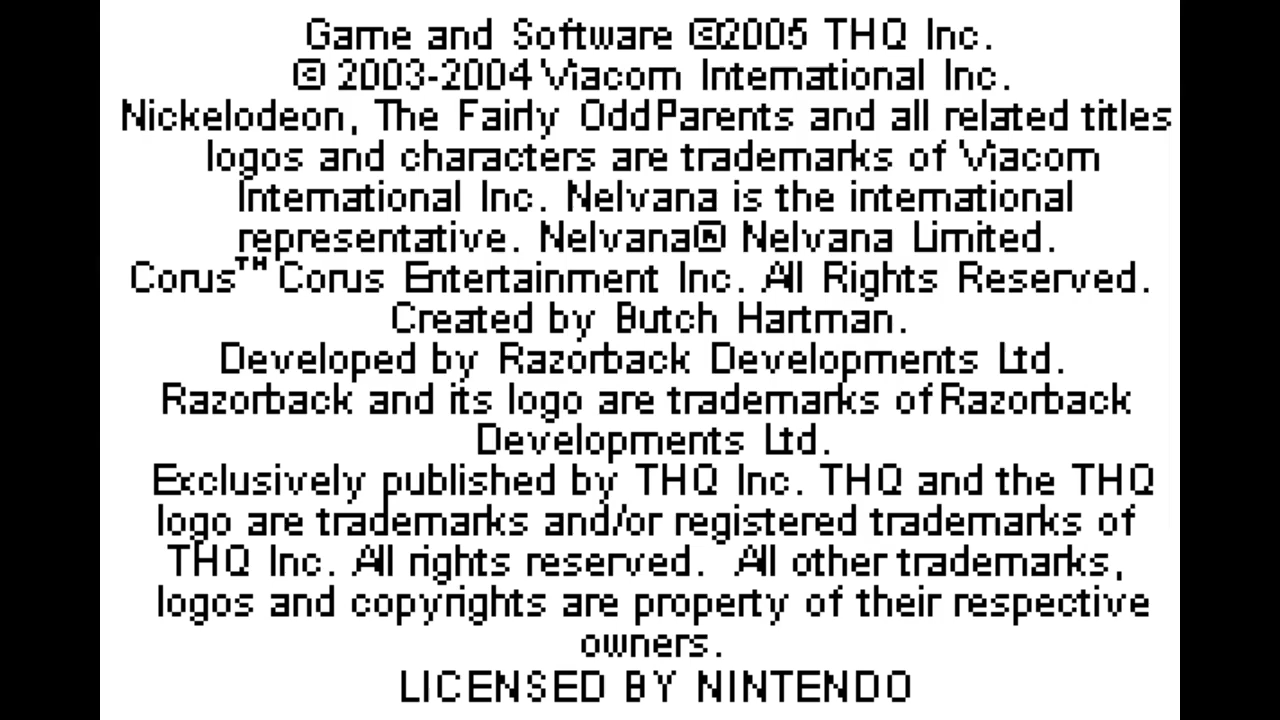 Game and Software ©2005 THQ Inc.
© 2003-2004 Viacom International Inc.
Nickelodeon, The Fairly OddParents and all related titles
logos and characters are trademarks of Viacom
International Inc. Nelvana is the international
representative. Nelvana® Nelvana Limited.
Corus™ Corus Entertainment Inc. All Rights Reserved.
Created by Butch Hartman.
Developed by Razorback Developments Ltd.
Razorback and its logo are trademarks of Razorback
Developments Ltd.
Exclusively published by THQ Inc. THQ and the THQ
logo are trademarks and/or registered trademarks of
THQ Inc. All rights reserved. All other trademarks,
logos and copyrights are property of their respective
owners.
LICENSED BY NINTENDO